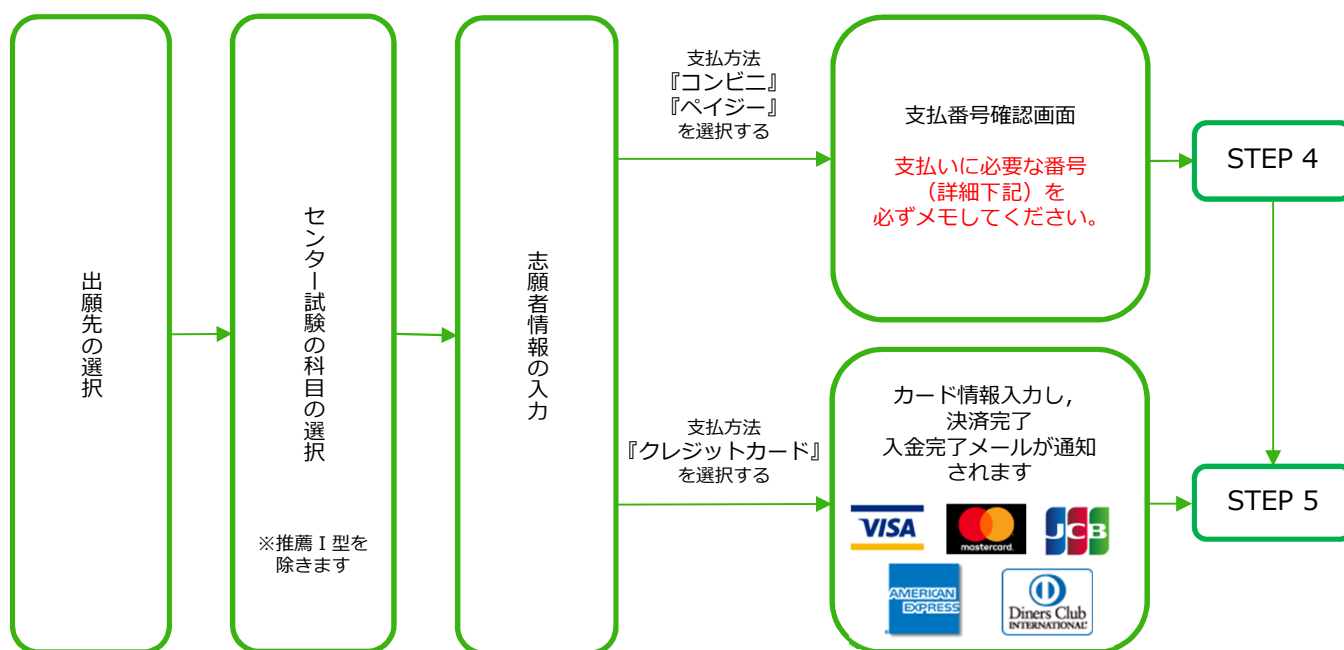 出願先の選択
センター試験の科目の選択
※推薦Ⅰ型を
除きます
志願者情報の入力
支払方法
『コンビニ』
『ペイジー』
を選択する
支払番号確認画面
支払いに必要な番号
（詳細下記）を
必ずメモしてください。
STEP 4
支払方法
『クレジットカード』
を選択する
カード情報入力し，
決済完了
入金完了メールが通知
されます
VISA
mastercard.
JCB
AMERICAN
EXPRESS
Diners Club
INTERNATIONAL
STEP 5